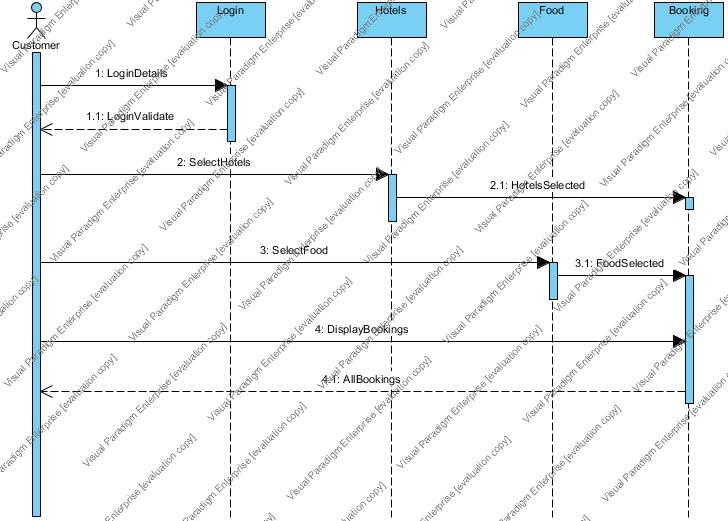 Login
Hotels
Food
Booking
Customer
1: LoginDetails
1.1: LoginValidate
2: SelectHotels
2.1: HotelsSelected
3: SelectFood
3.1: FoodSelected
4: DisplayBookings
4.1: AllBookings
Visual Paradigm Enterprise [evaluation copy]